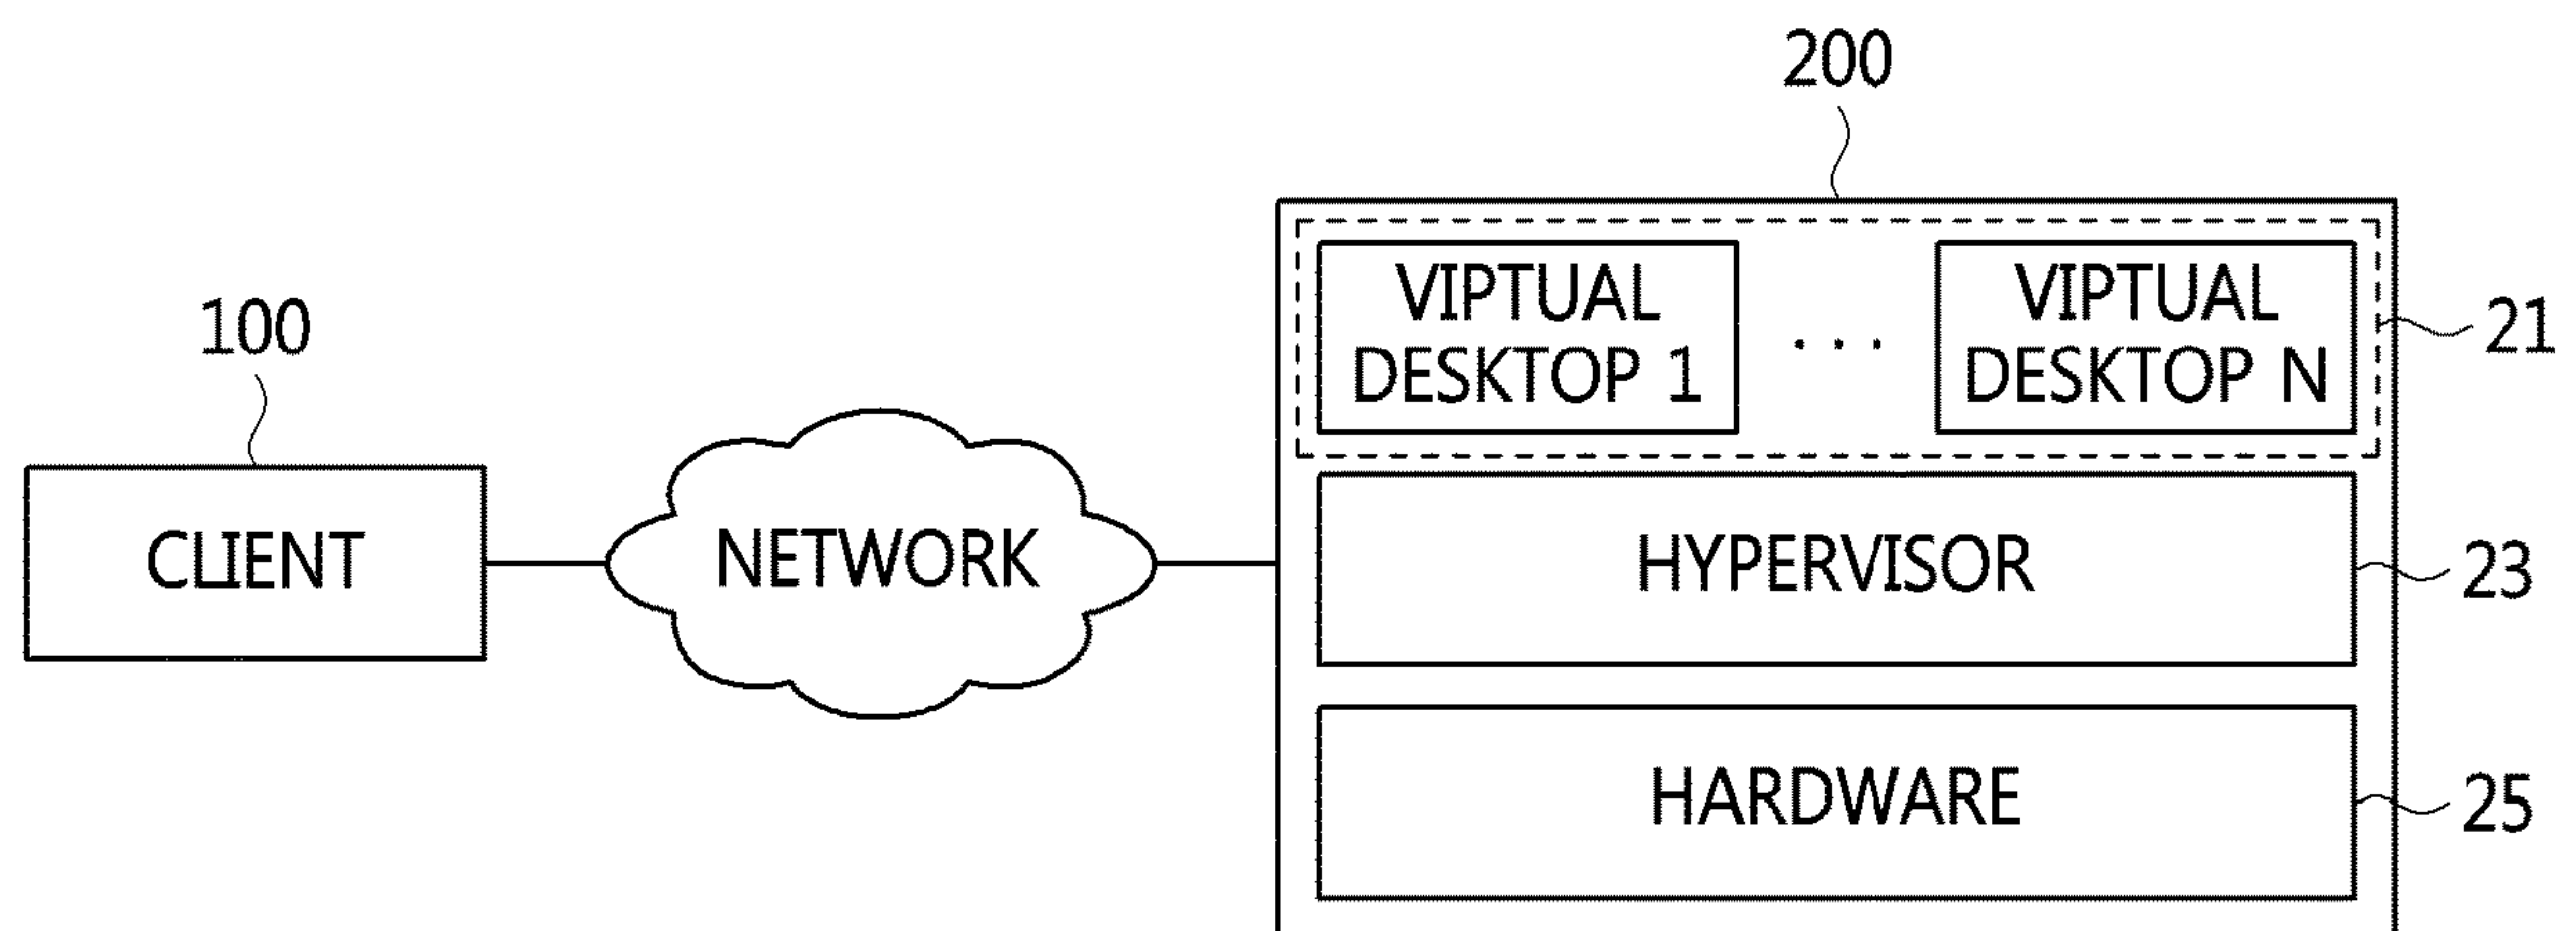 200
100
VIPTUAL
DESKTOP 1
...
VIPTUAL
DESKTOP N
21
CLIENT
NETWORK
HYPERVISOR
23
HARDWARE
25